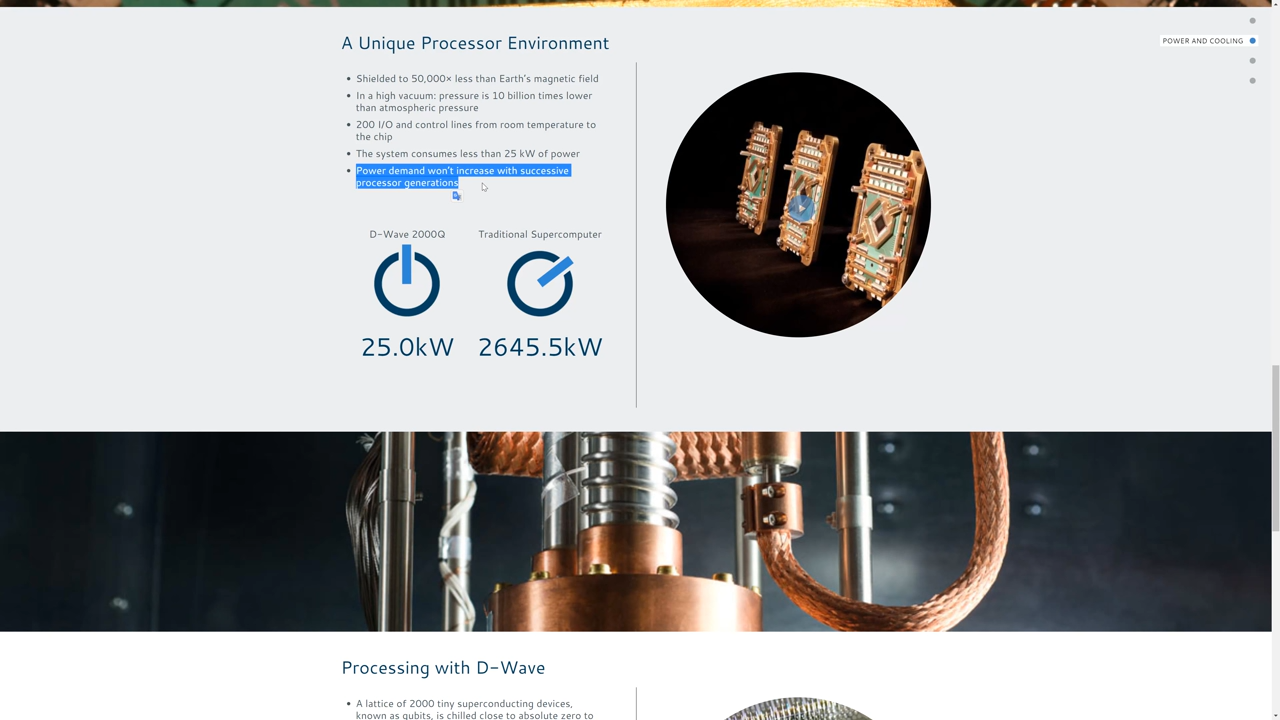 A Unique Processor Environment
POWER AND COOLING
Shielded to 50,000× less than Earth's magnetic field
In a high vacuum: pressure is 10 billion times lower
than atmospheric pressure
200 I/O and control lines from room temperature to
the chip
The system consumes less than 25 kW of power
Power demand won't increase with successive
processor generations
D-Wave 2000Q
Traditional Supercomputer
25.0kW
2645.5kW
Processing with D-Wave
A lattice of 2000 tiny superconducting devices,
known as qubits, is chilled close to absolute zero to